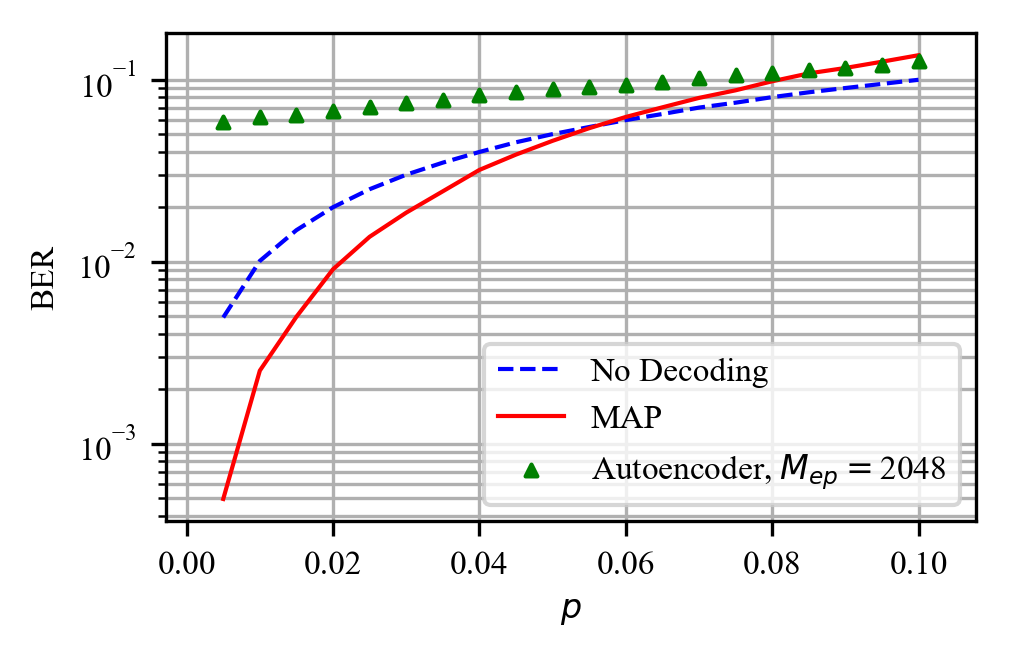 BER
10⁻¹
10⁻²
10⁻³
No Decoding
MAP
Autoencoder, Mₑₚ = 2048
0.00 0.02 0.04 0.06 0.08 0.10
p